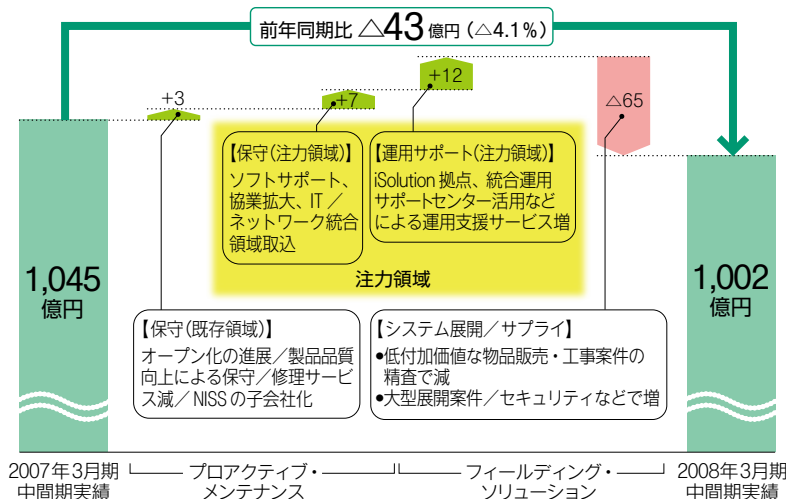 前年同期比 △43 億円 (△4.1%)
+3
+7
+12
△65
【保守(注力領域)】
ソフトサポート、
協業拡大、IT／
ネットワーク統合
領域取込
【運用サポート(注力領域)】
iSolution 拠点、統合運用
サポートセンター活用など
による運用支援サービス増
注力領域
1,045
億円
1,002
億円
【保守(既存領域)】
オープン化の進展／製品品質
向上による保守／修理サービ
ス減／NISSの子会社化
【システム展開／サプライ】
●低付加価値な物品販売・工事案件の
精査で減
●大型展開案件／セキュリティなどで増
2007年3月期
中間期実績
プロアクティブ・
メンテナンス
フィールディング・
ソリューション
2008年3月期
中間期実績